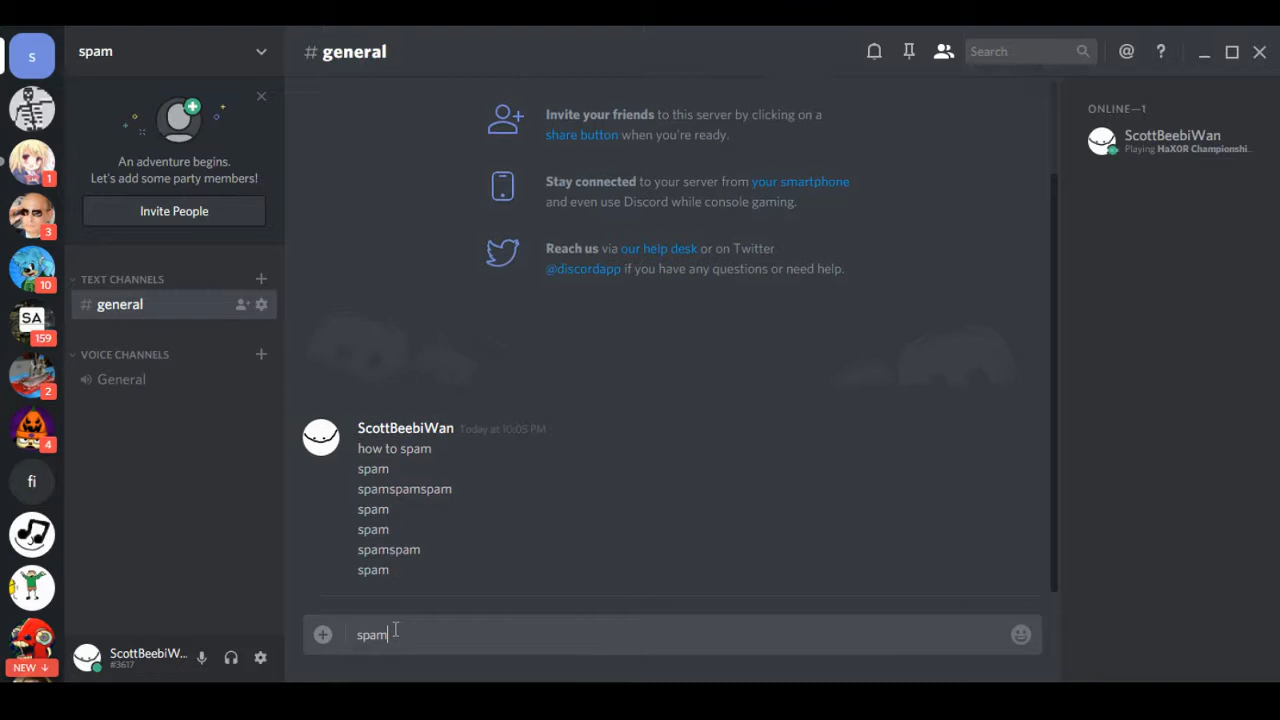 S
spam
1
3
10
SA
159
2
4
fi
NEW ↓
An adventure begins.
Let's add some party members!
Invite People
TEXT CHANNELS
# general
VOICE CHANNELS
General
ScottBeebiW...
#3617
# general
Search
@
?
Invite your friends to this server by clicking on a
share button when you're ready.
Stay connected to your server from your smartphone
and even use Discord while console gaming.
Reach us via our help desk or on Twitter
@discordapp if you have any questions or need help.
ScottBeebiWan Today at 10:05 PM
how to spam
spam
spamspamspam
spam
spam
spamspam
spam
spam
ONLINE—1
ScottBeebiWan
Playing HaXOR Championshi...